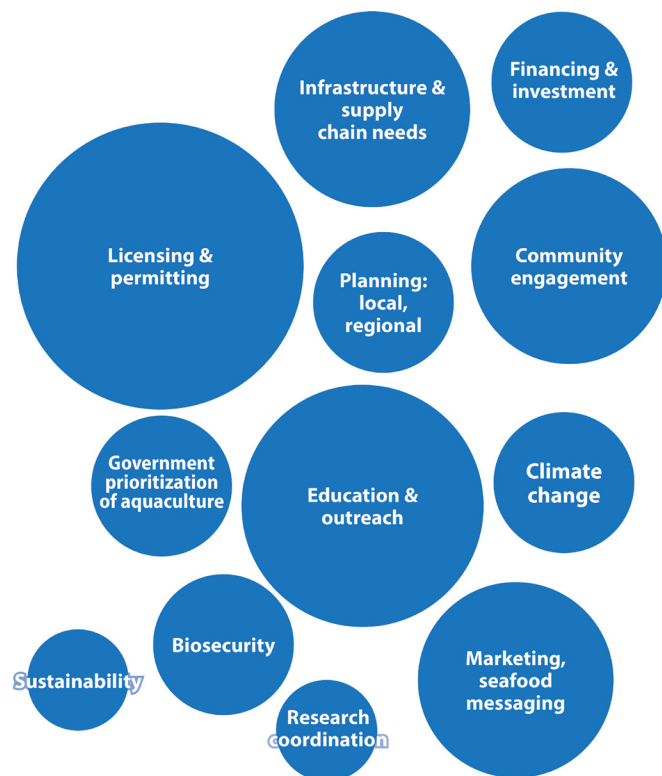 Infrastructure &
supply
chain needs
Financing &
investment
Licensing &
permitting
Planning:
local,
regional
Community
engagement
Government
prioritization
of aquaculture
Education &
outreach
Climate
change
Sustainability
Biosecurity
Research
coordination
Marketing,
seafood
messaging